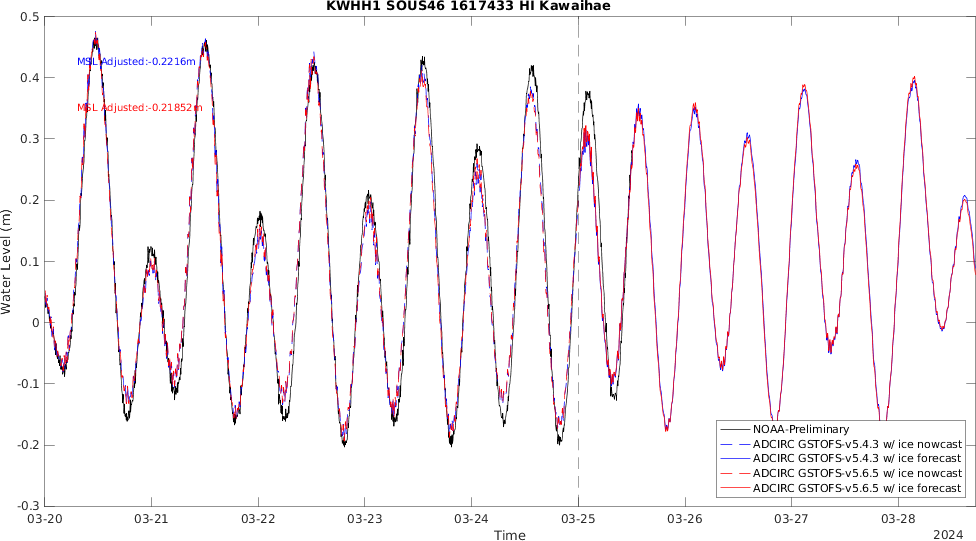 KWHH1 SOUS46 1617433 HI Kawaihae
0.5
0.4
0.3
0.2
0.1
0
-0.1
-0.2
-0.3
Water Level (m)
MSL Adjusted:-0.2216m
MSL Adjusted:-0.21852m
NOAA-Preliminary
ADCIRC GSTOFS-v5.4.3 w/ ice nowcast
ADCIRC GSTOFS-v5.4.3 w/ ice forecast
ADCIRC GSTOFS-v5.6.5 w/ ice nowcast
ADCIRC GSTOFS-v5.6.5 w/ ice forecast
03-20 03-21 03-22 03-23 03-24 03-25 03-26 03-27 03-28
Time
2024